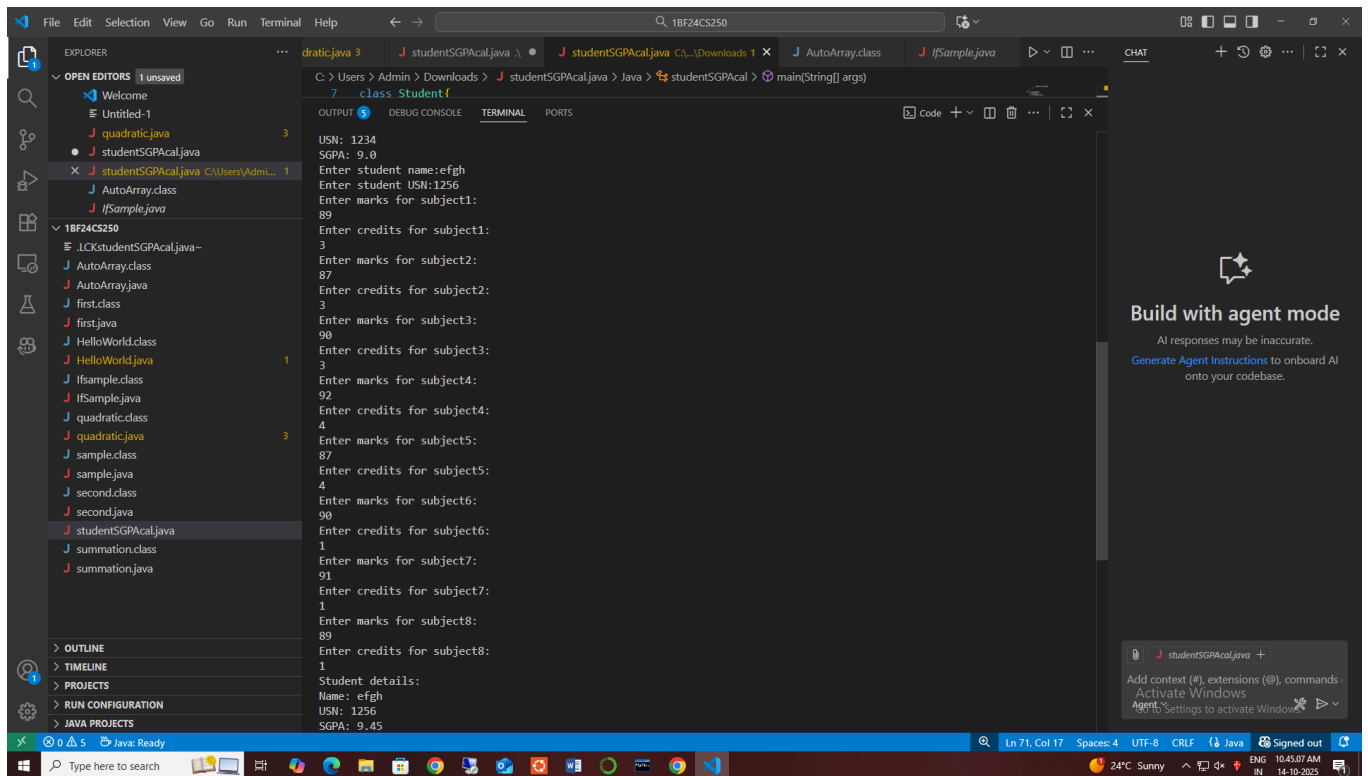 File Edit Selection View Go Run Terminal Help
1BF24CS250
EXPLORER
OPEN EDITORS 1 unsaved
Welcome
Untitled-1
quadratic.java 3
studentSGPAcal.java
studentSGPAcal.java C:\Users\Admi... 1
AutoArray.class
IfSample.java
1BF24CS250
.LCKstudentSGPAcal.java~
AutoArray.class
AutoArray.java
first.class
first.java
HelloWorld.class
HelloWorld.java 1
Ifsample.class
IfSample.java
quadratic.class
quadratic.java 3
sample.class
sample.java
second.class
second.java
studentSGPAcal.java
summation.class
summation.java
OUTLINE
TIMELINE
PROJECTS
RUN CONFIGURATION
JAVA PROJECTS
dratic.java 3 studentSGPAcal.java .\ studentSGPAcal.java C:\...\Downloads 1 AutoArray.class IfSample.java
C: > Users > Admin > Downloads > studentSGPAcal.java > Java > studentSGPAcal > main(String[] args)
7 class Student{
OUTPUT 5 DEBUG CONSOLE TERMINAL PORTS Code
USN: 1234
SGPA: 9.0
Enter student name:efgh
Enter student USN:1256
Enter marks for subject1:
89
Enter credits for subject1:
3
Enter marks for subject2:
87
Enter credits for subject2:
3
Enter marks for subject3:
90
Enter credits for subject3:
3
Enter marks for subject4:
92
Enter credits for subject4:
4
Enter marks for subject5:
87
Enter credits for subject5:
4
Enter marks for subject6:
90
Enter credits for subject6:
1
Enter marks for subject7:
91
Enter credits for subject7:
1
Enter marks for subject8:
89
Enter credits for subject8:
1
Student details:
Name: efgh
USN: 1256
SGPA: 9.45
CHAT
Build with agent mode
AI responses may be inaccurate.
Generate Agent Instructions to onboard AI
onto your codebase.
studentSGPAcal.java
Add context (#), extensions (@), commands
Activate Windows
Agent
Go to Settings to activate Windows.
0 5 Java: Ready
Ln 71, Col 17 Spaces: 4 UTF-8 CRLF Java Signed out
Type here to search
24°C Sunny
ENG
IN
10.45.07 AM
14-10-2025